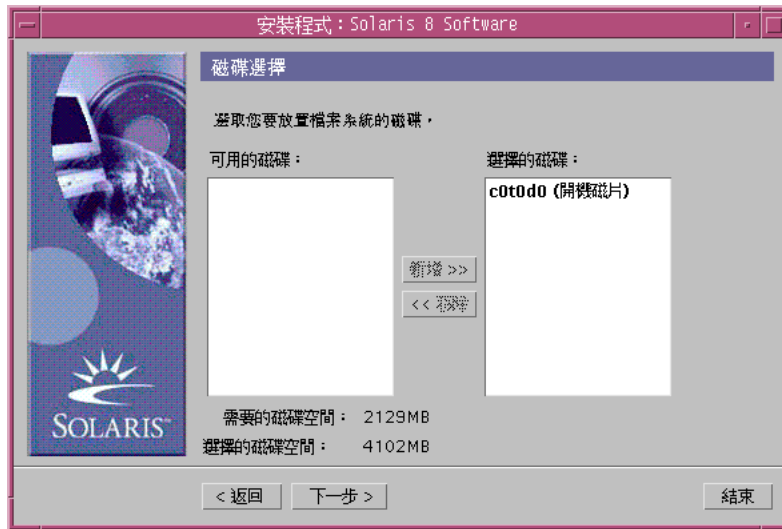 安裝程式：Solaris 8 Software
磁碟選擇
選取您要放置檔案系統的磁碟，
可用的磁碟：
選擇的磁碟：
c0t0d0 (開機磁片)
新增 >>
<< 移除
需要的磁碟空間： 2129MB
選擇的磁碟空間： 4102MB
SOLARIS™
< 返回
下一步 >
結束